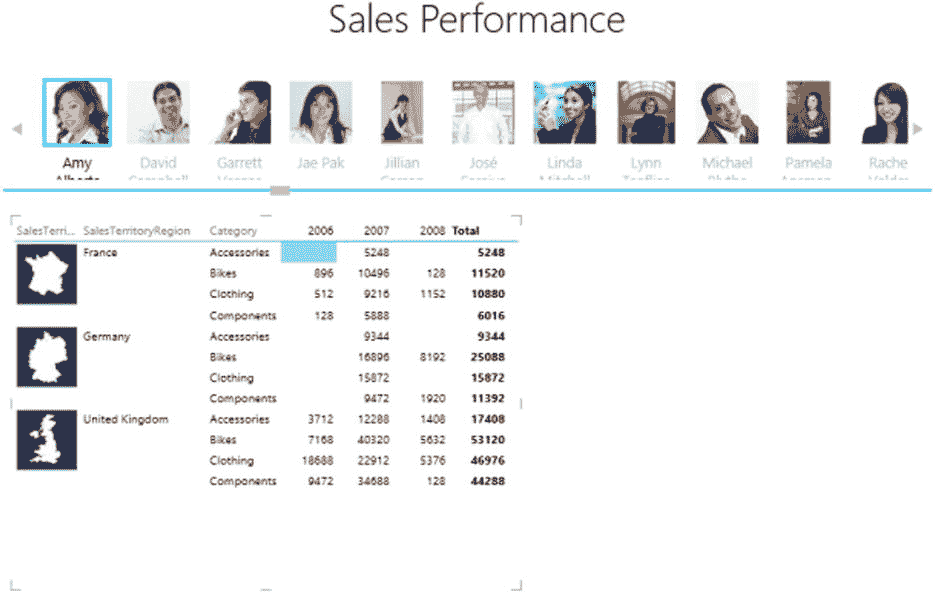 Sales Performance
Amy David Garrett Jae Pak Jillian José Linda Lynn Michael Pamela Rache
SalesTerri... SalesTerritoryRegion Category 2006 2007 2008 Total
France Accessories 5248 5248
Bikes 896 10496 128 11520
Clothing 512 9216 1152 10880
Components 128 5888 6016
Germany Accessories 9344 9344
Bikes 16896 8192 25088
Clothing 15872 15872
Components 9472 1920 11392
United Kingdom Accessories 3712 12288 1408 17408
Bikes 7168 40320 5632 53120
Clothing 18688 22912 5376 46976
Components 9472 34688 128 44288